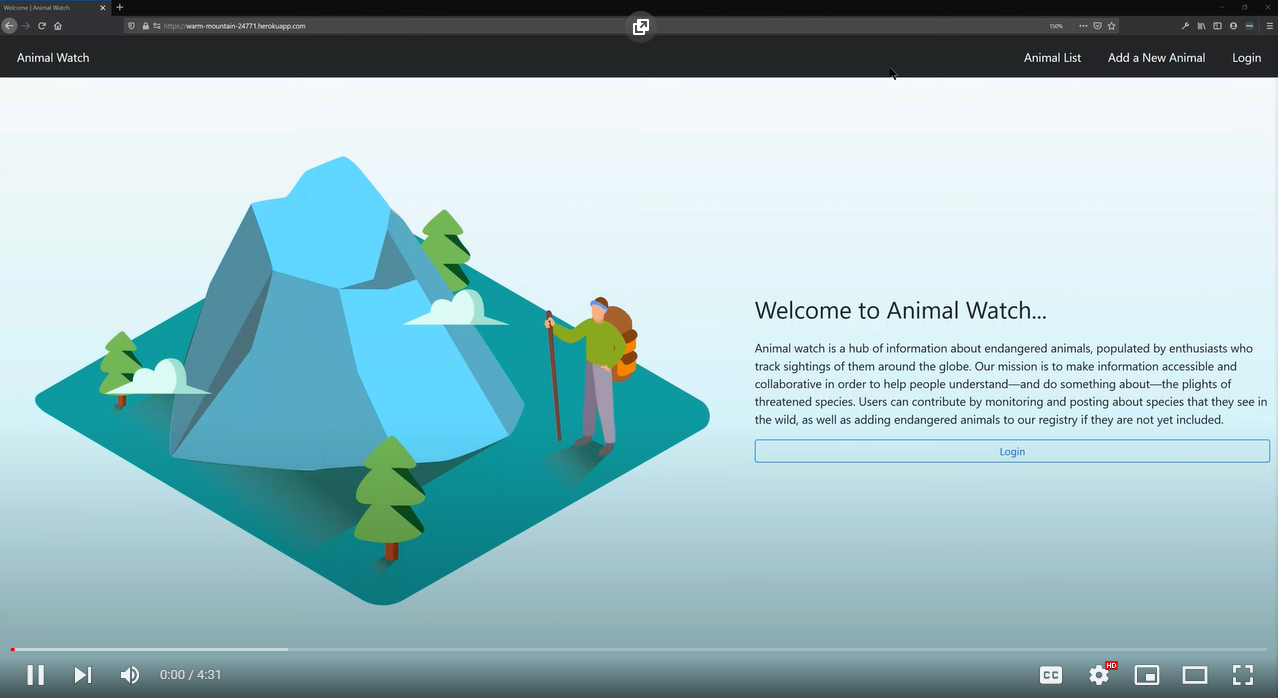 Welcome | Animal Watch
https://warm-mountain-24771.herokuapp.com
150%
Animal Watch
Animal List
Add a New Animal
Login
Welcome to Animal Watch...
Animal watch is a hub of information about endangered animals, populated by enthusiasts who
track sightings of them around the globe. Our mission is to make information accessible and
collaborative in order to help people understand—and do something about—the plights of
threatened species. Users can contribute by monitoring and posting about species that they see in
the wild, as well as adding endangered animals to our registry if they are not yet included.
Login
0:00 / 4:31
CC
HD